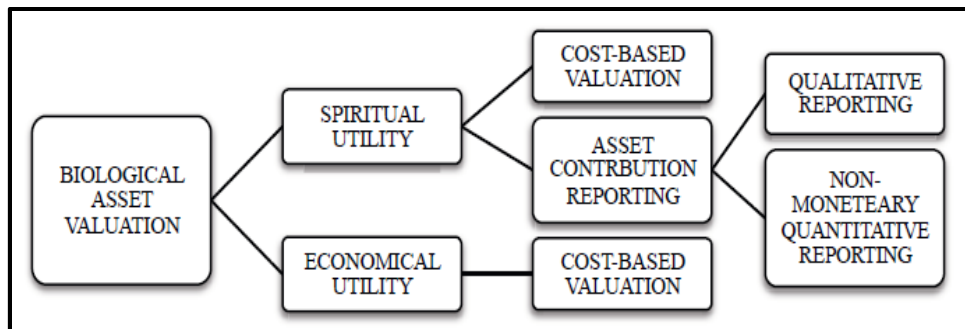 BIOLOGICAL
ASSET
VALUATION
SPIRITUAL
UTILITY
ECONOMICAL
UTILITY
COST-BASED
VALUATION
ASSET
CONTRBUTION
REPORTING
COST-BASED
VALUATION
QUALITATIVE
REPORTING
NON-
MONETEARY
QUANTITATIVE
REPORTING